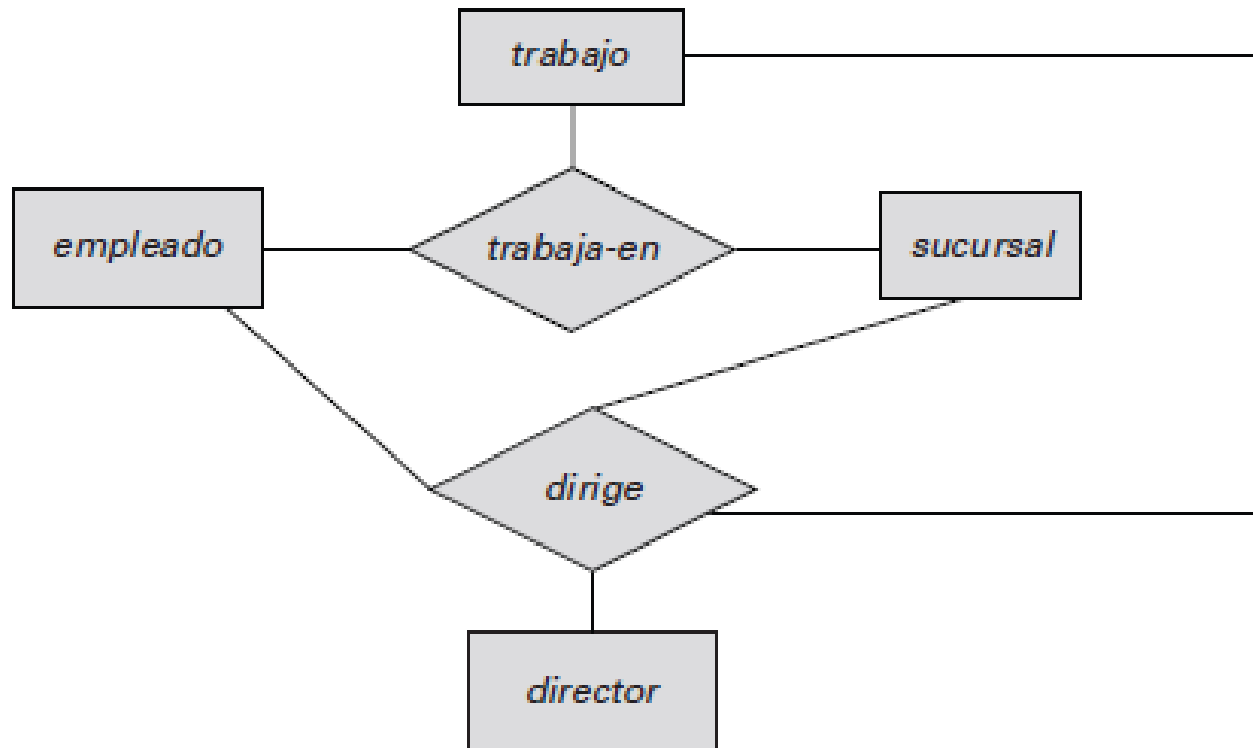 trabajo
empleado
trabaja-en
sucursal
dirige
director